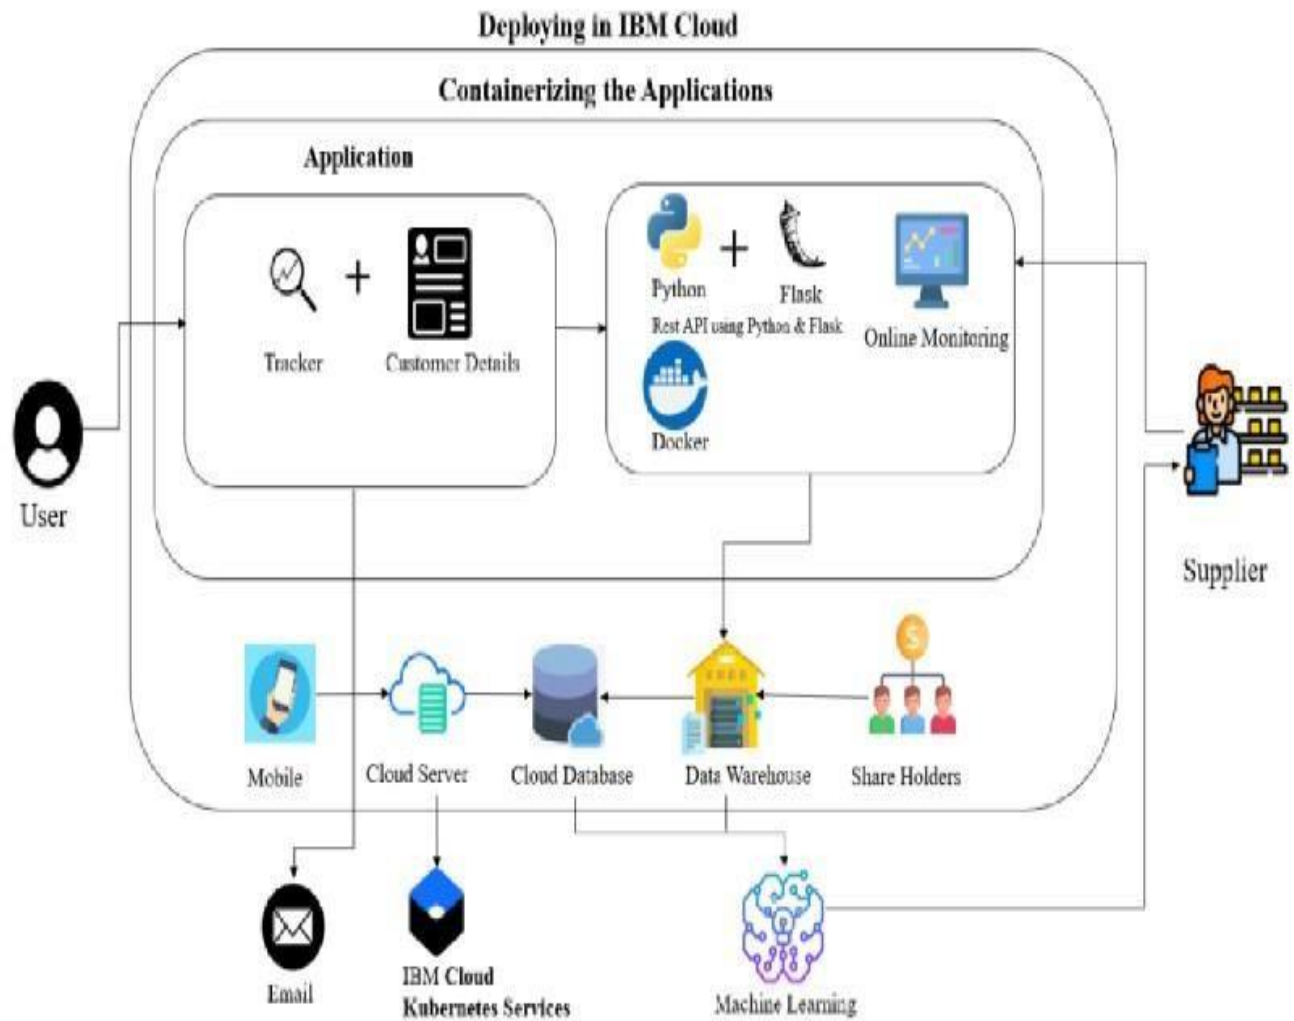 Deploying in IBM Cloud
Containerizing the Applications
Application
Tracker
+
Customer Details
Python
+
Flask
Rest API using Python & Flask
Online Monitoring
Docker
User
Supplier
Mobile
Cloud Server
Cloud Database
Data Warehouse
$
Share Holders
Email
IBM Cloud
Kubernetes Services
Machine Learning